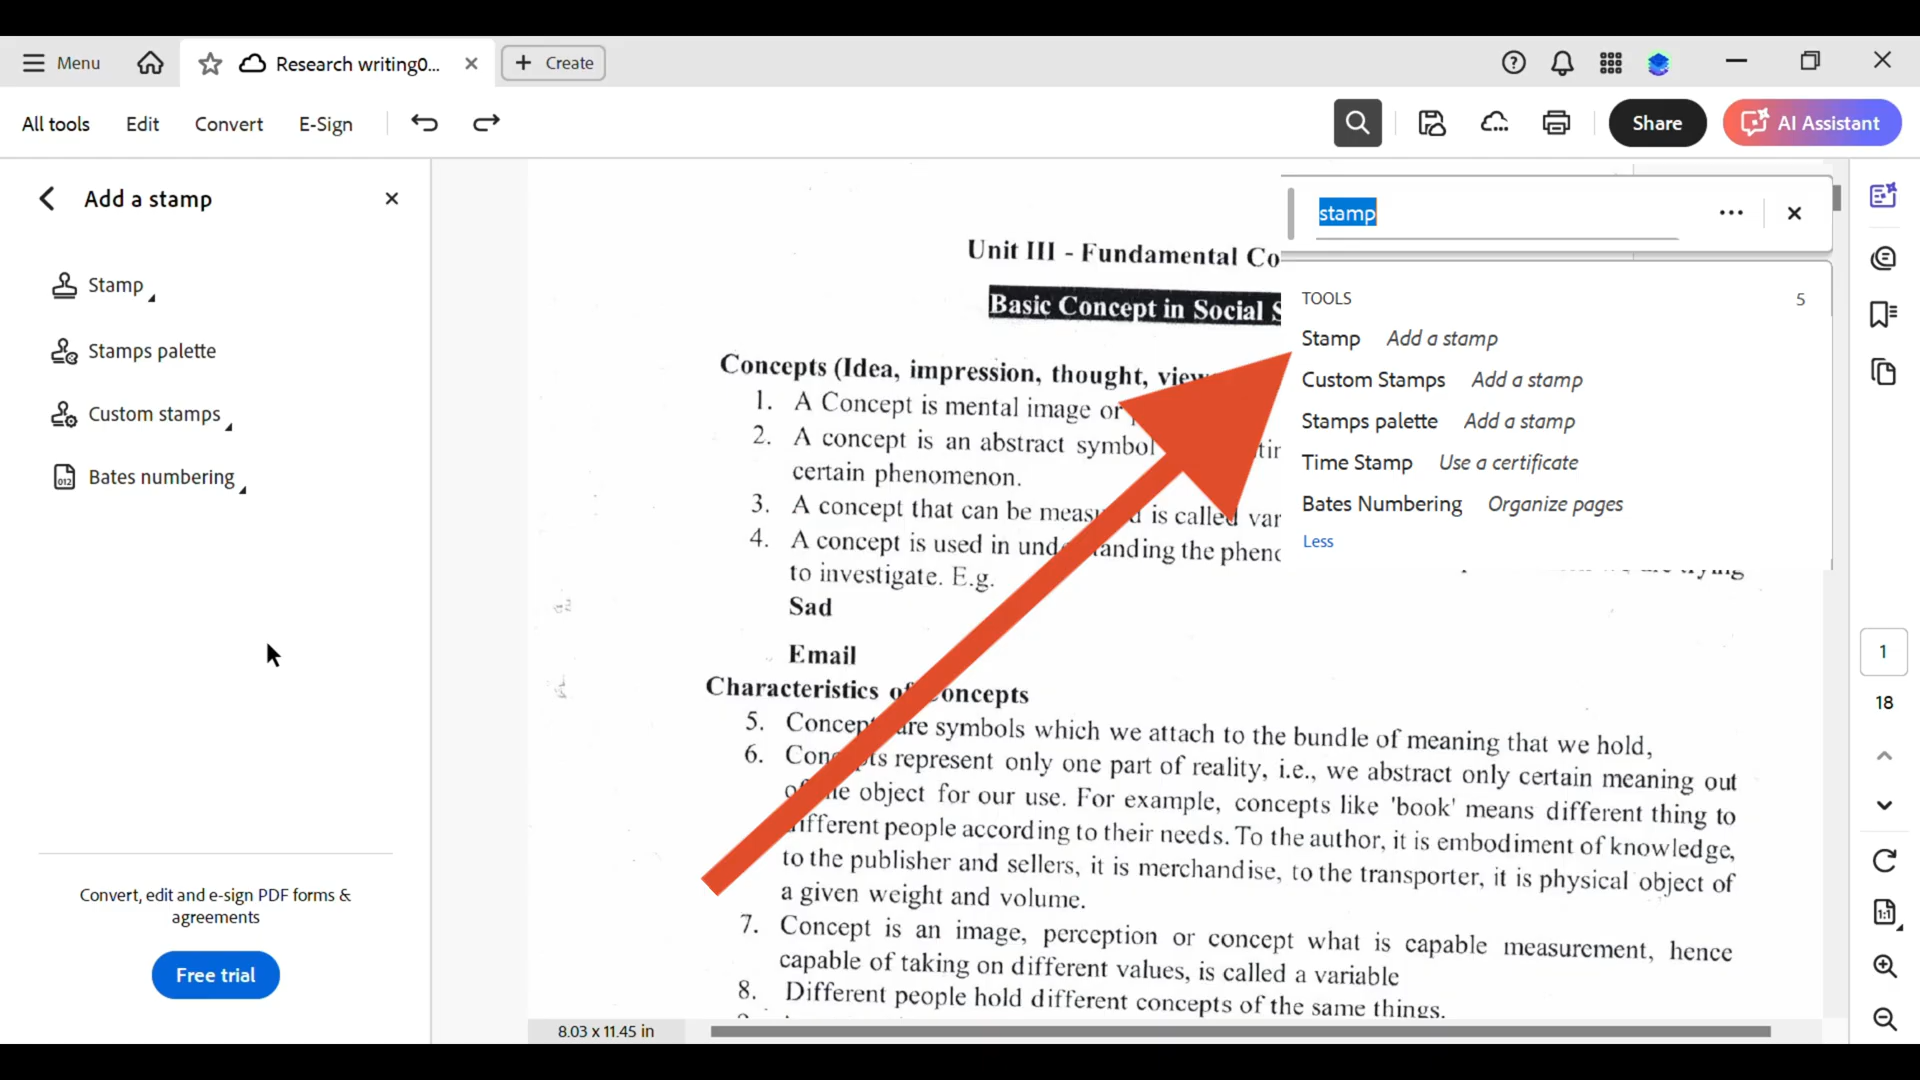 Menu
Research writing0...
Create
All tools
Edit
Convert
E-Sign
Share
AI Assistant
Add a stamp
Stamp
Stamps palette
Custom stamps
Bates numbering
Convert, edit and e-sign PDF forms &
agreements
Free trial
stamp
TOOLS 5
Stamp Add a stamp
Custom Stamps Add a stamp
Stamps palette Add a stamp
Time Stamp Use a certificate
Bates Numbering Organize pages
Less
Unit III - Fundamental Co
Basic Concept in Social S
Concepts (Idea, impression, thought, view
1. A Concept is mental image or
2. A concept is an abstract symbol
certain phenomenon.
3. A concept that can be is called var
4. A concept is used in the phenc
to investigate. E.g.
Sad
Email
Characteristics
5. symbols which we attach to the bundle of meaning that we hold,
6. represent only one part of reality, i.e., we abstract only certain meaning out
object for our use. For example, concepts like 'book' means different thing to
people according to their needs. To the author, it is embodiment of knowledge,
to the publisher and sellers, it is merchandise, to the transporter, it is physical object of
a given weight and volume.
7. Concept is an image, perception or concept what is capable measurement, hence
capable of taking on different values, is called a variable
8. Different people hold different concepts of the same things.
8.03 x 11.45 in
1
18